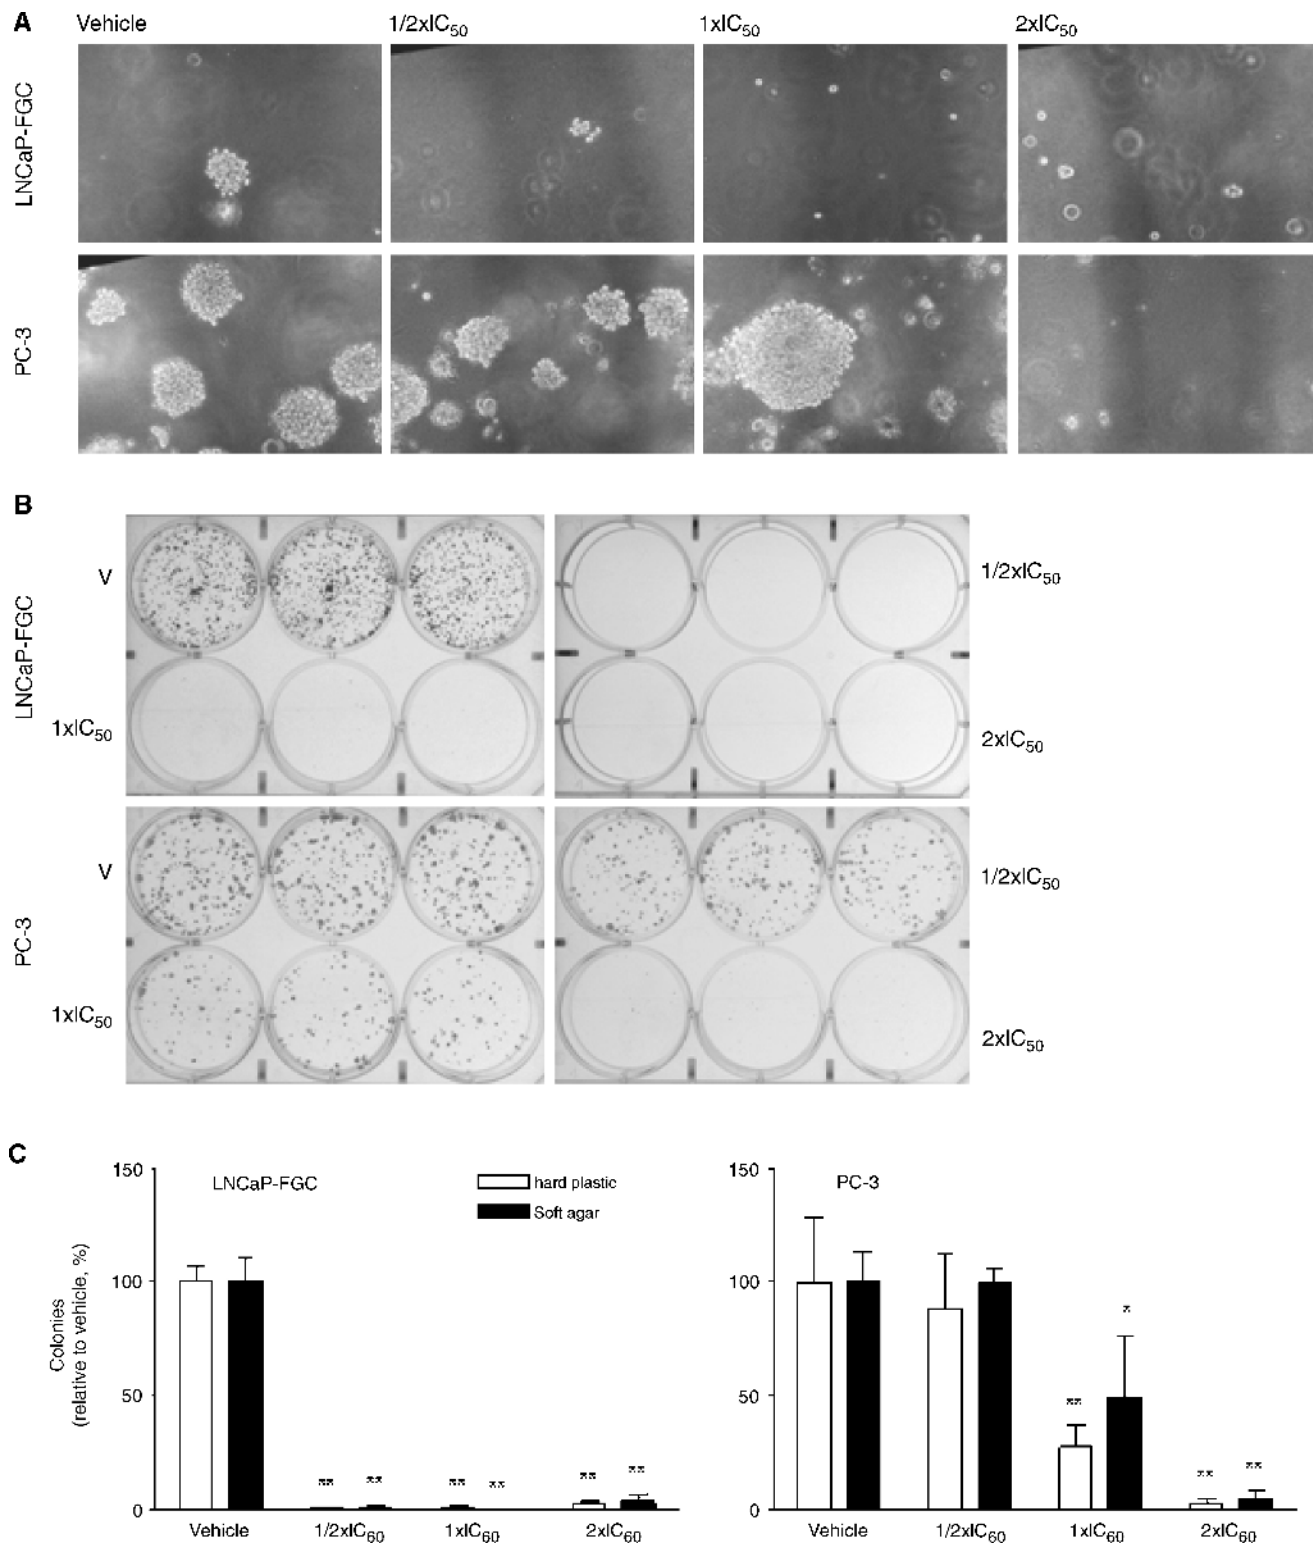 A
Vehicle
1/2xIC50
1xIC50
2xIC50
LNCaP-FGC
PC-3
B
LNCaP-FGC
V
1/2xIC50
1xIC50
2xIC50
PC-3
V
1/2xIC50
1xIC50
2xIC50
C
Colonies
(relative to vehicle, %)
150
100
50
0
LNCaP-FGC
hard plastic
Soft agar
** ** ** ** ** **
Vehicle
1/2xIC60
1xIC60
2xIC60
150
100
50
0
PC-3
** * ** **
Vehicle
1/2xIC60
1xIC60
2xIC60